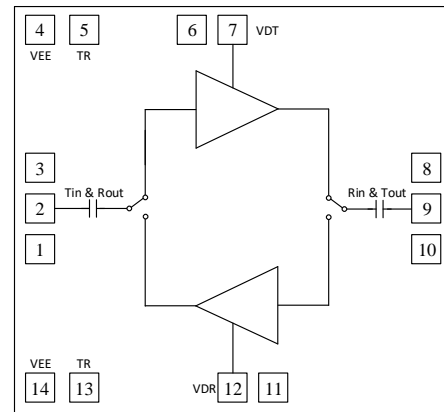 4 5 6 7 VDT
VEE TR
3 8
Tin & Rout Rin & Tout
2 9
1 10
VEE TR
14 13 VDR 12 11